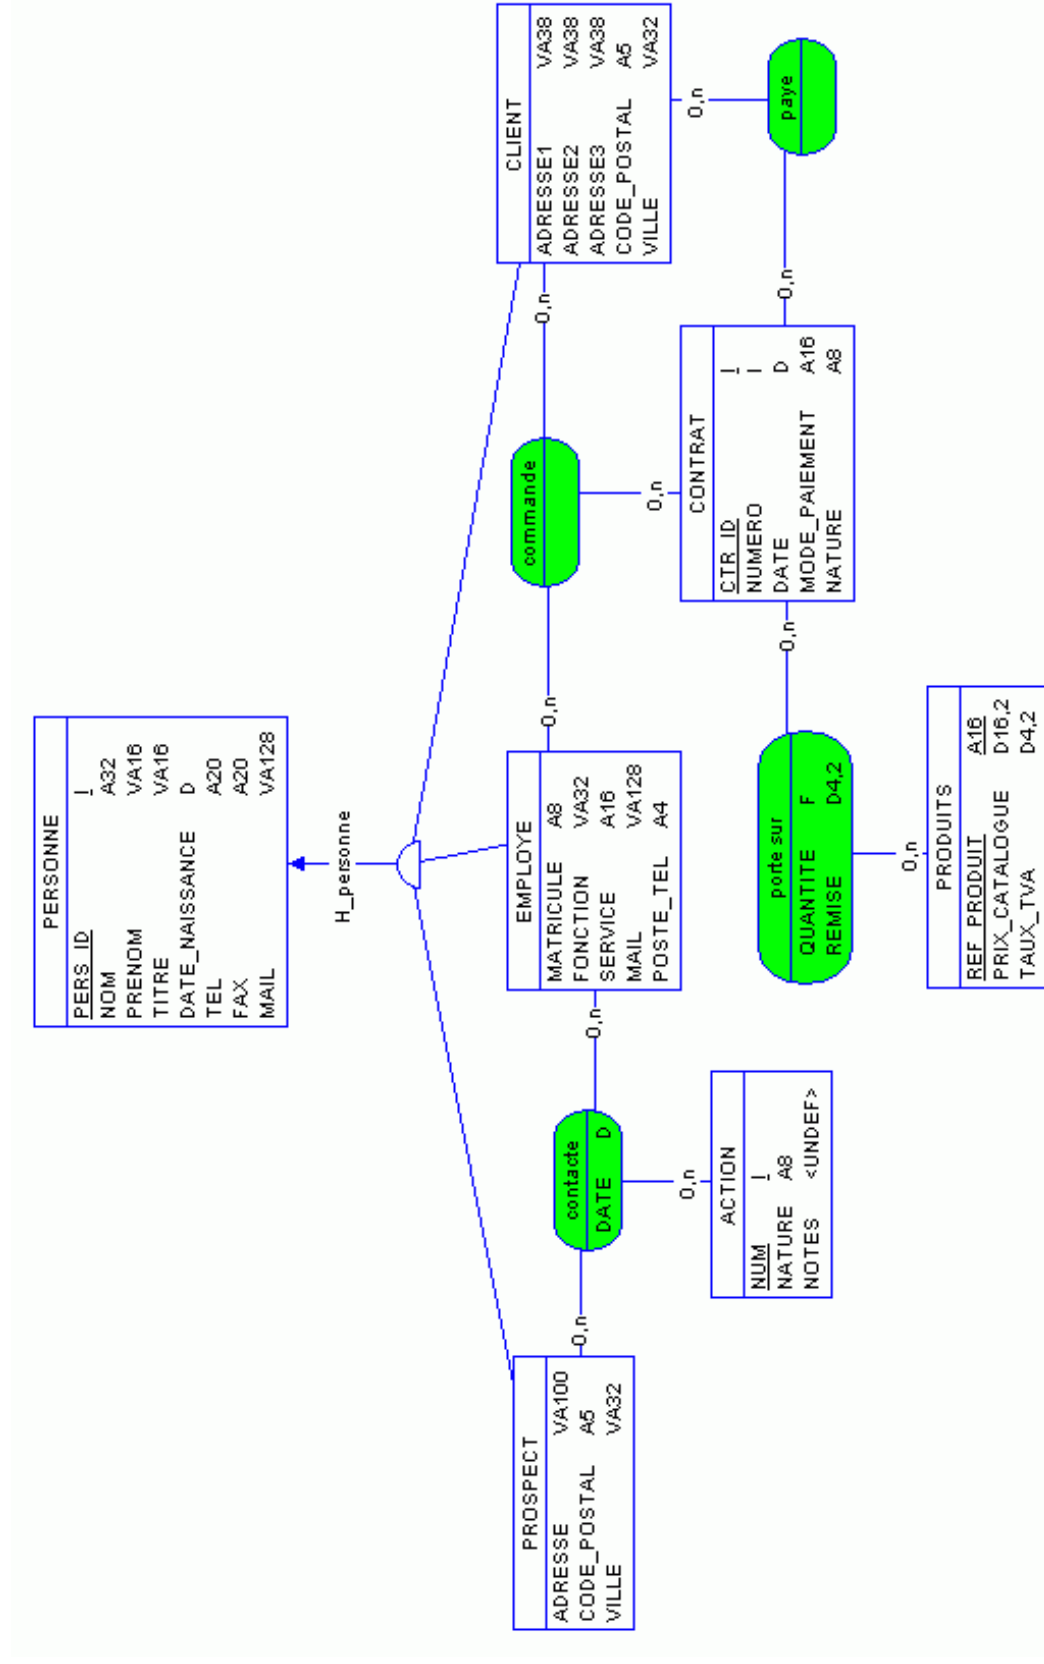 PERSONNE
PERS_ID I
NOM A32
PRENOM VA16
TITRE VA16
DATE_NAISSANCE D
TEL A20
FAX A20
MAIL VA128
H_personne
PROSPECT
ADRESSE VA100
CODE_POSTAL A5
VILLE VA32
0,n
contacte
DATE D
0,n
0,n
ACTION
NUM I
NATURE A8
NOTES <UNDEF>
EMPLOYE
MATRICULE A8
FONCTION VA32
SERVICE A16
MAIL VA128
POSTE_TEL A4
0,n
commande
0,n
0,n
CLIENT
ADRESSE1 VA38
ADRESSE2 VA38
ADRESSE3 VA38
CODE_POSTAL A5
VILLE VA32
0,n
paye
0,n
CONTRAT
CTR_ID I
NUMERO I
DATE D
MODE_PAIEMENT A16
NATURE A8
0,n
porte sur
QUANTITE F
REMISE D4,2
0,n
PRODUITS
REF_PRODUIT A16
PRIX_CATALOGUE D16,2
TAUX_TVA D4,2